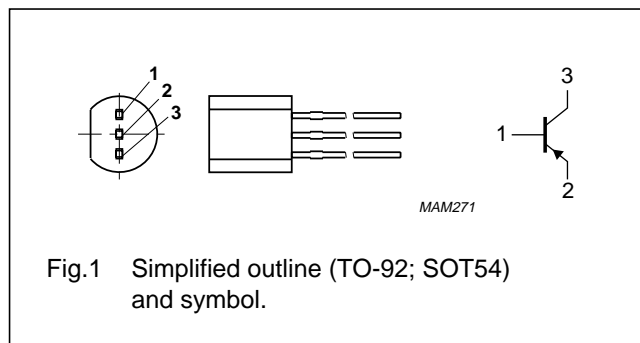 1
2
3
3
1
2
MAM271
Fig.1 Simplified outline (TO-92; SOT54)
and symbol.